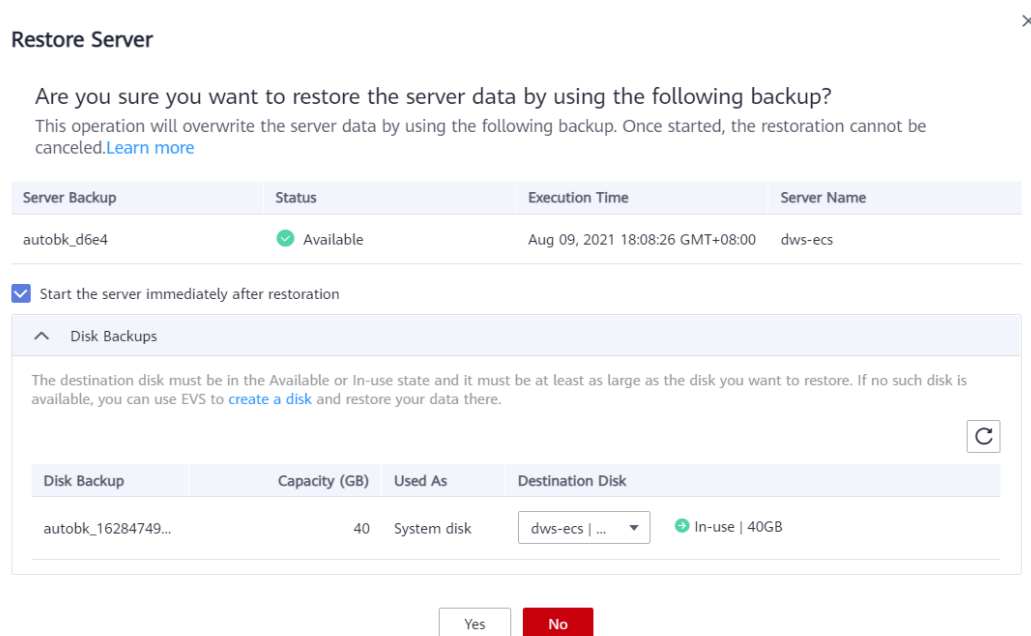 Restore Server
Are you sure you want to restore the server data by using the following backup?
This operation will overwrite the server data by using the following backup. Once started, the restoration cannot be
canceled.Learn more
Server Backup Status Execution Time Server Name
autobk_d6e4 Available Aug 09, 2021 18:08:26 GMT+08:00 dws-ecs
Start the server immediately after restoration
Disk Backups
The destination disk must be in the Available or In-use state and it must be at least as large as the disk you want to restore. If no such disk is
available, you can use EVS to create a disk and restore your data there.
Disk Backup Capacity (GB) Used As Destination Disk
autobk_16284749... 40 System disk dws-ecs | ... In-use | 40GB
Yes No